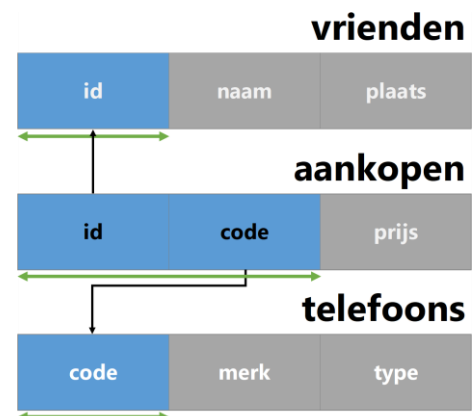 vrienden
id naam plaats
aankopen
id code prijs
telefoons
code merk type